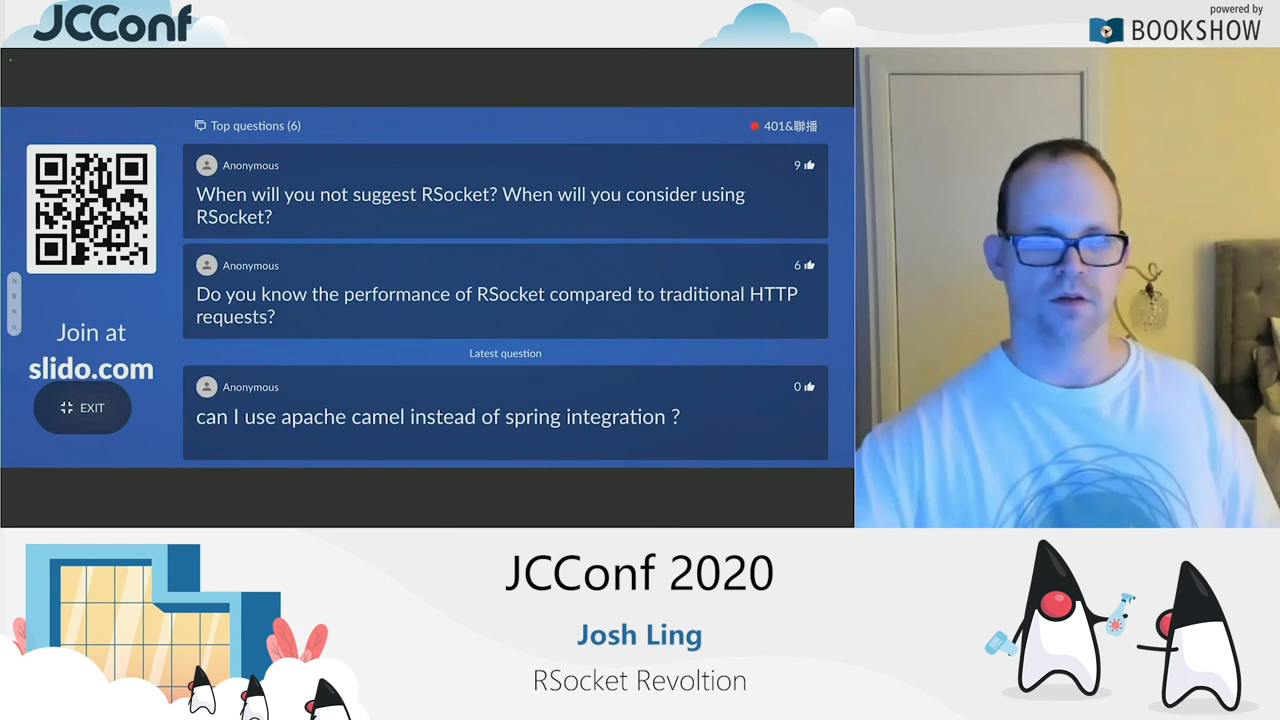 JCConf
powered by
BOOKSHOW
Top questions (6)
401&聯播
Anonymous
9
When will you not suggest RSocket? When will you consider using
RSocket?
Anonymous
6
Do you know the performance of RSocket compared to traditional HTTP
requests?
Join at
slido.com
EXIT
Latest question
Anonymous
0
can I use apache camel instead of spring integration ?
JCConf 2020
Josh Ling
RSocket Revoltion